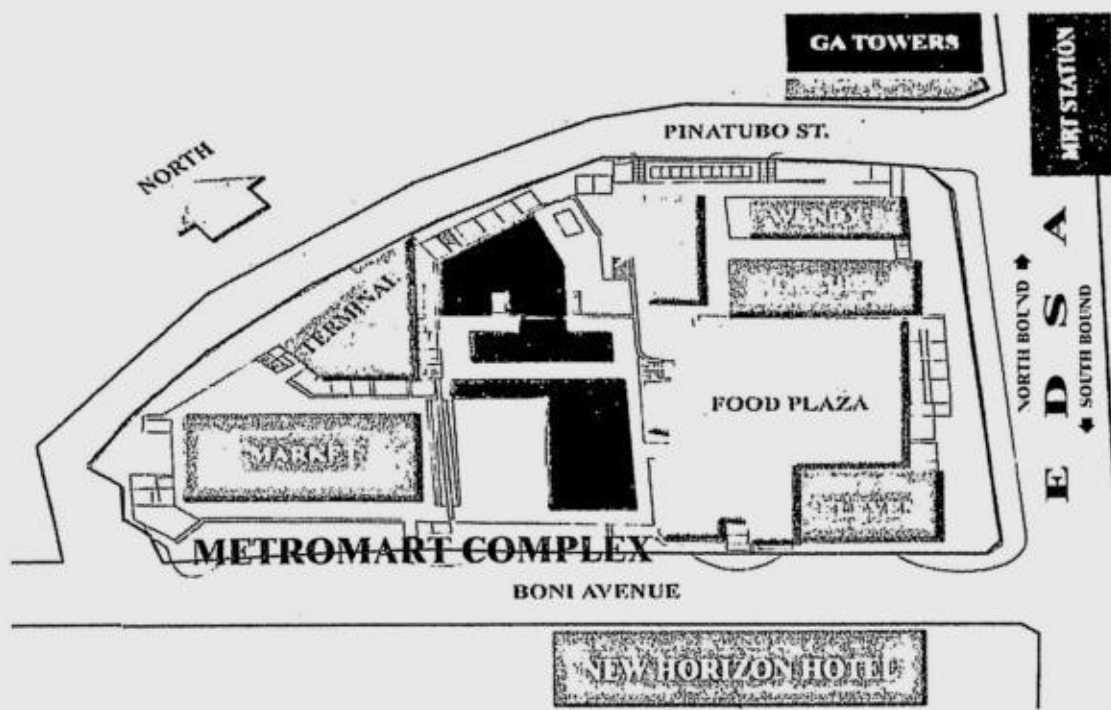 GA TOWERS
MRT STATION
PINATUBO ST.
NORTH
WENDY'S
TERMINAL
NORTH BOUND
SOUTH BOUND
EDSA
FOOD PLAZA
MARKET
METROMART COMPLEX
BONI AVENUE
NEW HORIZON HOTEL